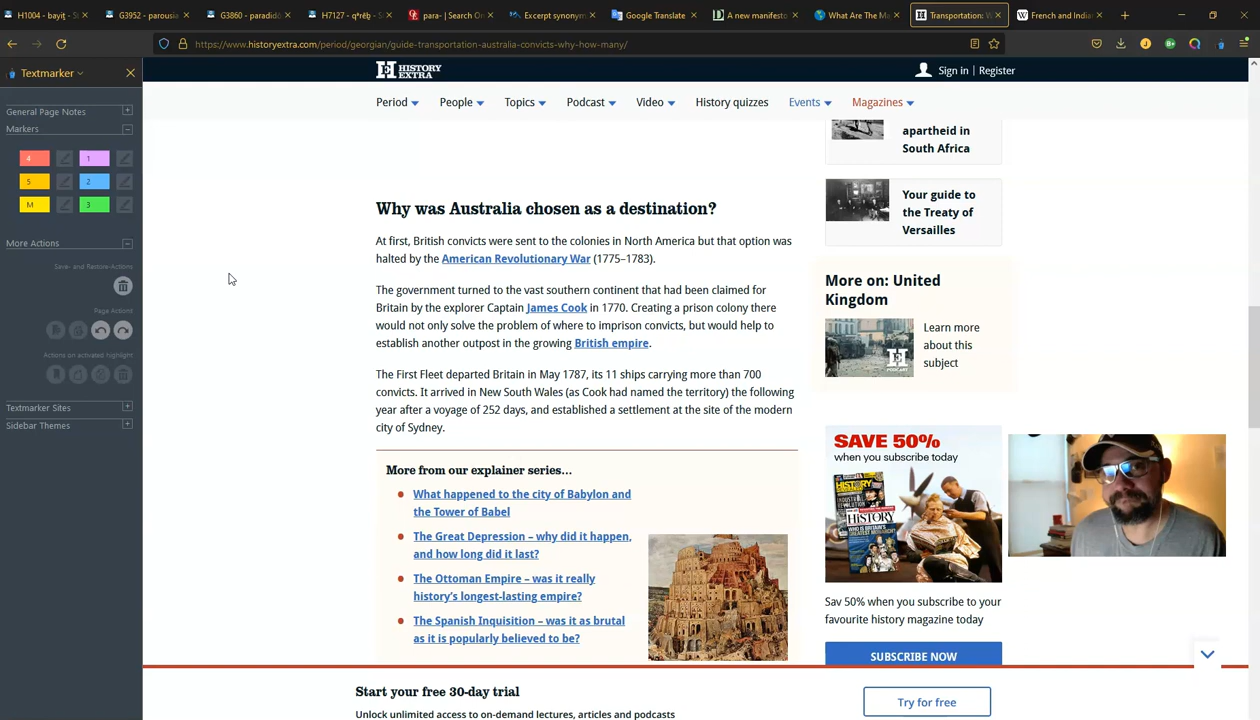 H1004 - bayiṯ - St
G3952 - parousia
G3860 - paradidó
H7127 - q^rēḇ - S
para- | Search On
Excerpt synonym
Google Translate
A new manifesto
What Are The Ma
Transportation: W
W French and India
https://www.historyextra.com/period/georgian/guide-transportation-australia-convicts-why-how-many/
Textmarker
HISTORY
EXTRA
Sign in | Register
General Page Notes
Markers
4 1
5 2
M 3
More Actions
Save- and Restore-Actions
Page Actions
Actions on activated highlight
Textmarker Sites
Sidebar Themes
Period People Topics Podcast Video History quizzes Events Magazines
Why was Australia chosen as a destination?
At first, British convicts were sent to the colonies in North America but that option was
halted by the American Revolutionary War (1775–1783).
The government turned to the vast southern continent that had been claimed for
Britain by the explorer Captain James Cook in 1770. Creating a prison colony there
would not only solve the problem of where to imprison convicts, but would help to
establish another outpost in the growing British empire.
The First Fleet departed Britain in May 1787, its 11 ships carrying more than 700
convicts. It arrived in New South Wales (as Cook had named the territory) the following
year after a voyage of 252 days, and established a settlement at the site of the modern
city of Sydney.
More from our explainer series...
What happened to the city of Babylon and
the Tower of Babel
The Great Depression – why did it happen,
and how long did it last?
The Ottoman Empire – was it really
history's longest-lasting empire?
The Spanish Inquisition – was it as brutal
as it is popularly believed to be?
apartheid in
South Africa
Your guide to
the Treaty of
Versailles
More on: United
Kingdom
Learn more
about this
subject
PODCAST
SAVE 50%
when you subscribe today
HISTORY
Sav 50% when you subscribe to your
favourite history magazine today
SUBSCRIBE NOW
Start your free 30-day trial
Unlock unlimited access to on-demand lectures, articles and podcasts
Try for free